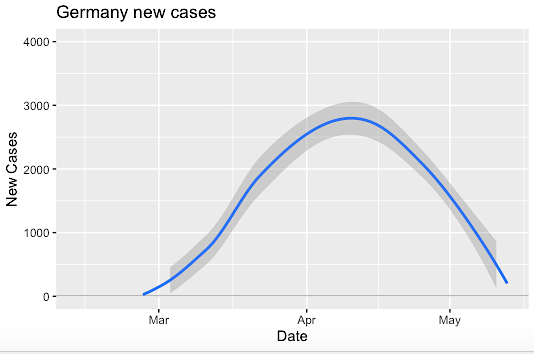 Germany new cases
4000
3000
2000
1000
0
New Cases
Mar
Apr
May
Date